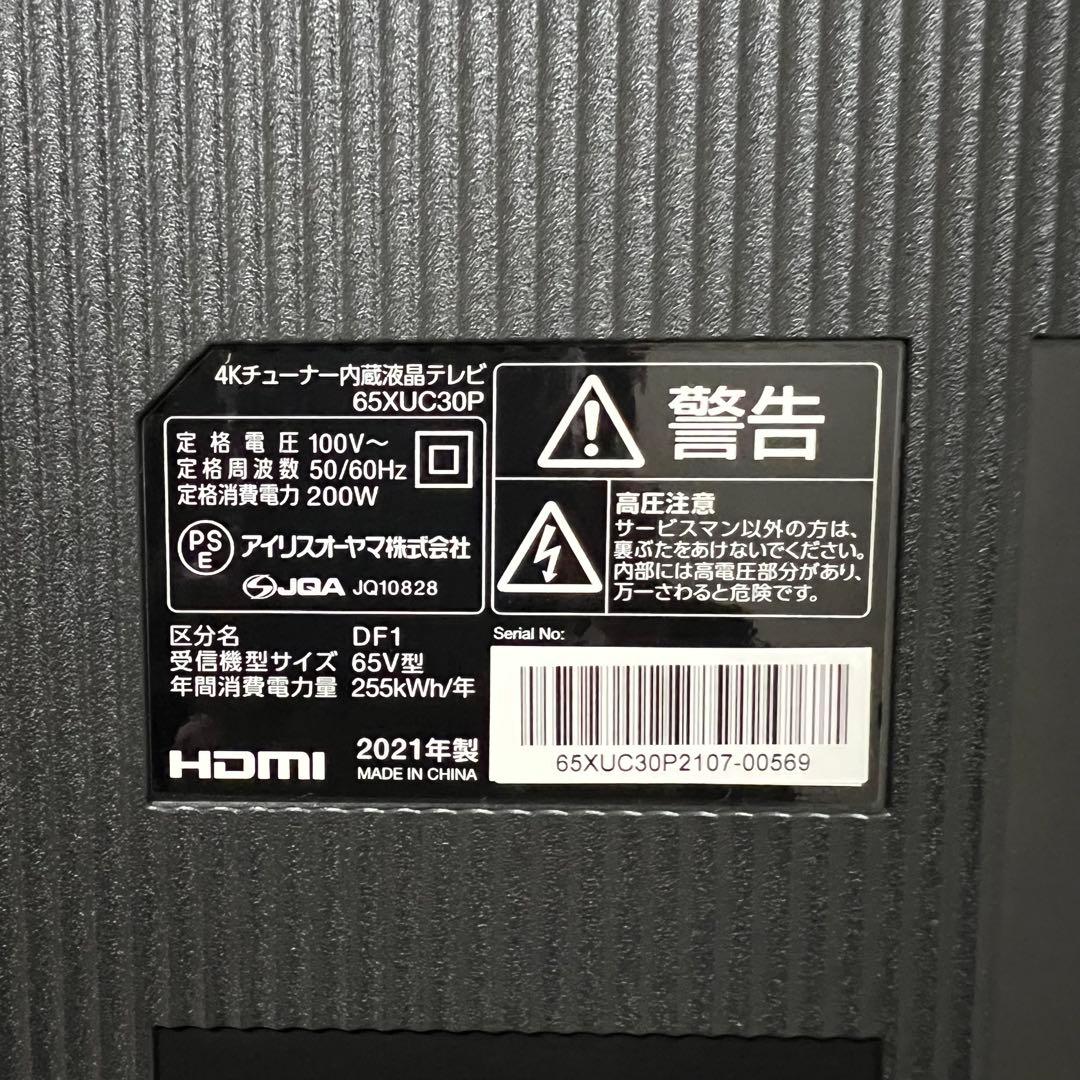 4Kチューナー内蔵液晶テレビ
65XUC30P
定格電圧 100V～
定格周波数 50/60Hz
定格消費電力 200W
PS
E
アイリスオーヤマ株式会社
JQA JQ10828
区分名 DF1
受信機型サイズ 65V型
年間消費電力量 255kWh/年
HDMI
2021年製
MADE IN CHINA
警告
高圧注意
サービスマン以外の方は、
裏ぶたをあけないでください。
内部には高電圧部分があり、
万一さわると危険です。
Serial No:
65XUC30P2107-00569